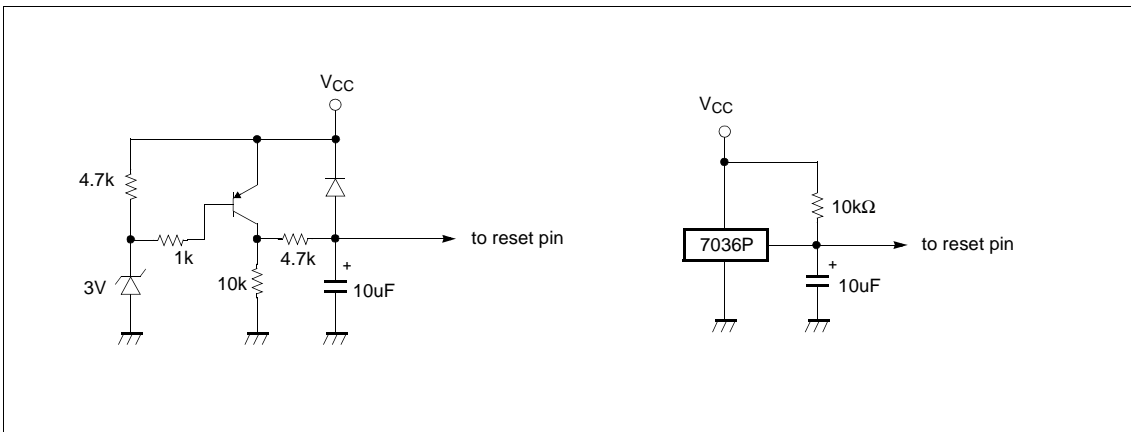 VCC
4.7k
1k
3V
10k
4.7k
+
10uF
to reset pin
VCC
10kΩ
7036P
to reset pin
+
10uF